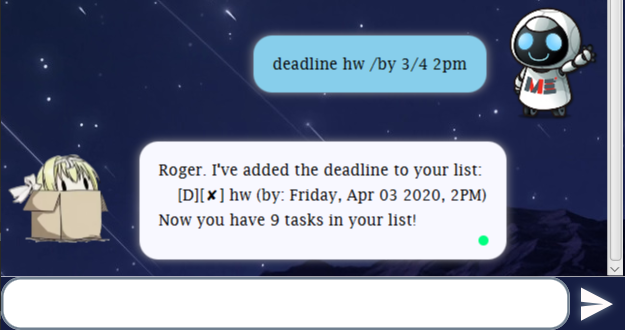 deadline hw /by 3/4 2pm
ME
Roger. I've added the deadline to your list:
[D][✘] hw (by: Friday, Apr 03 2020, 2PM)
Now you have 9 tasks in your list!